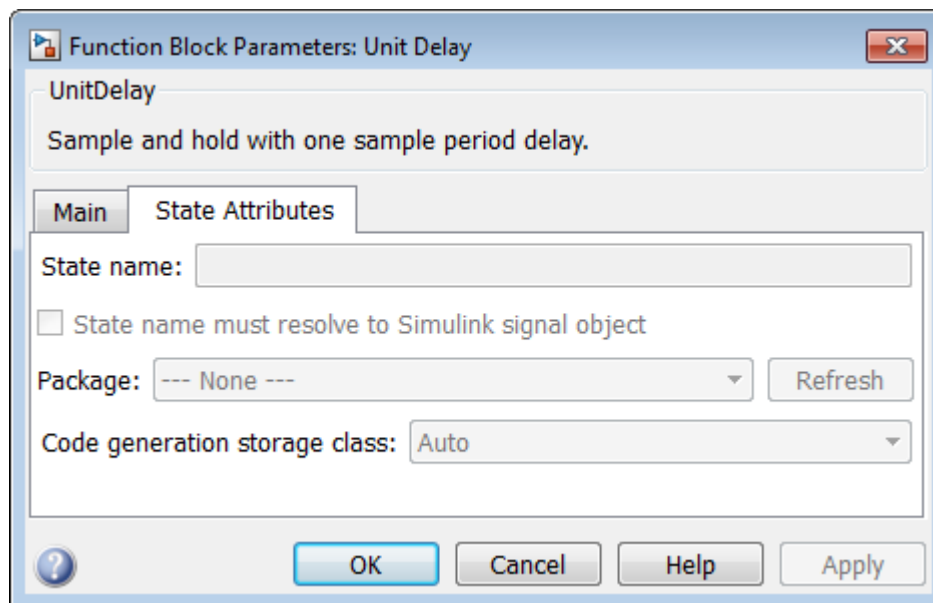 Function Block Parameters: Unit Delay
UnitDelay
Sample and hold with one sample period delay.
Main State Attributes
State name:
State name must resolve to Simulink signal object
Package: --- None --- Refresh
Code generation storage class: Auto
? OK Cancel Help Apply